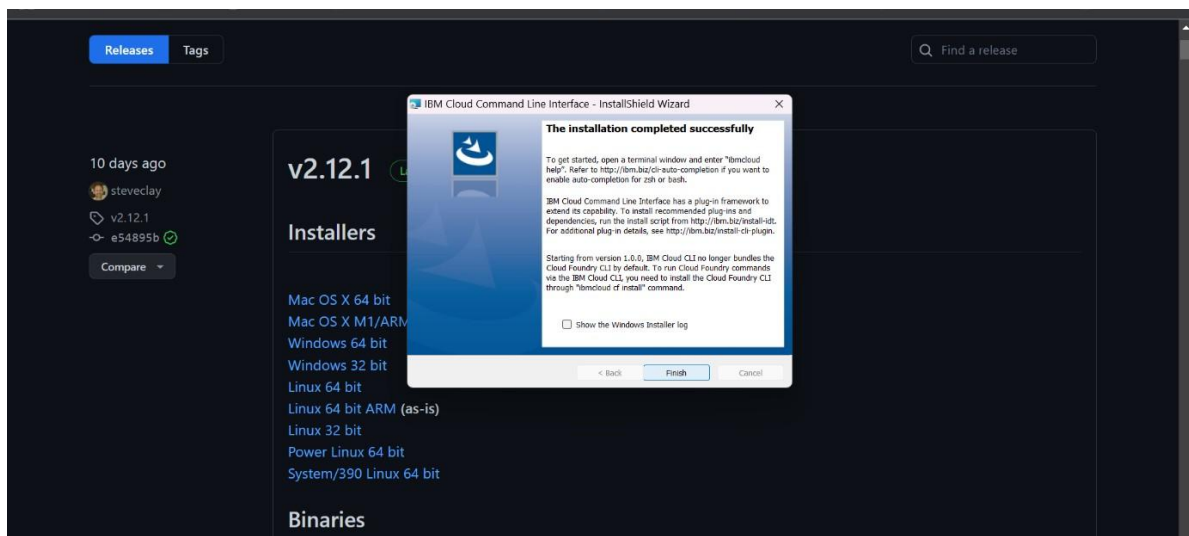 Releases
Tags
Find a release
10 days ago
steveclay
v2.12.1
e54895b
Compare
v2.12.1
Installers
Mac OS X 64 bit
Mac OS X M1/ARM
Windows 64 bit
Windows 32 bit
Linux 64 bit
Linux 64 bit ARM (as-is)
Linux 32 bit
Power Linux 64 bit
System/390 Linux 64 bit
Binaries
IBM Cloud Command Line Interface - InstallShield Wizard
The installation completed successfully
To get started, open a terminal window and enter "ibmcloud
help". Refer to http://ibm.biz/cli-auto-completion if you want to
enable auto-completion for zsh or bash.
IBM Cloud Command Line Interface has a plug-in framework to
extend its capability. To install recommended plug-ins and
dependencies, run the install script from http://ibm.biz/install-idt.
For additional plug-in details, see http://ibm.biz/install-cli-plugin.
Starting from version 1.0.0, IBM Cloud CLI no longer bundles the
Cloud Foundry CLI by default. To run Cloud Foundry commands
via the IBM Cloud CLI, you need to install the Cloud Foundry CLI
through "ibmcloud cf install" command.
Show the Windows Installer log
< Back
Finish
Cancel